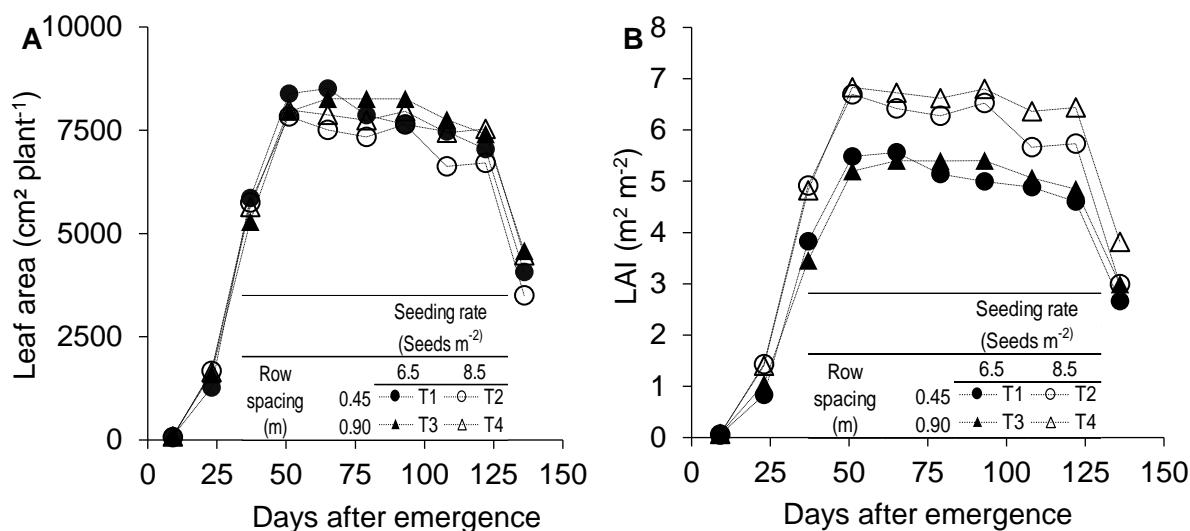 A
Leaf area (cm² plant⁻¹)
10000
7500
5000
2500
0
0 25 50 75 100 125 150
Days after emergence
Seeding rate
(Seeds m⁻²)
Row
spacing
(m)
6.5 8.5
0.45 T1 T2
0.90 T3 T4
B
LAI (m² m⁻²)
8
7
6
5
4
3
2
1
0
0 25 50 75 100 125 150
Days after emergence
Seeding rate
(Seeds m⁻²)
Row
spacing
(m)
6.5 8.5
0.45 T1 T2
0.90 T3 T4